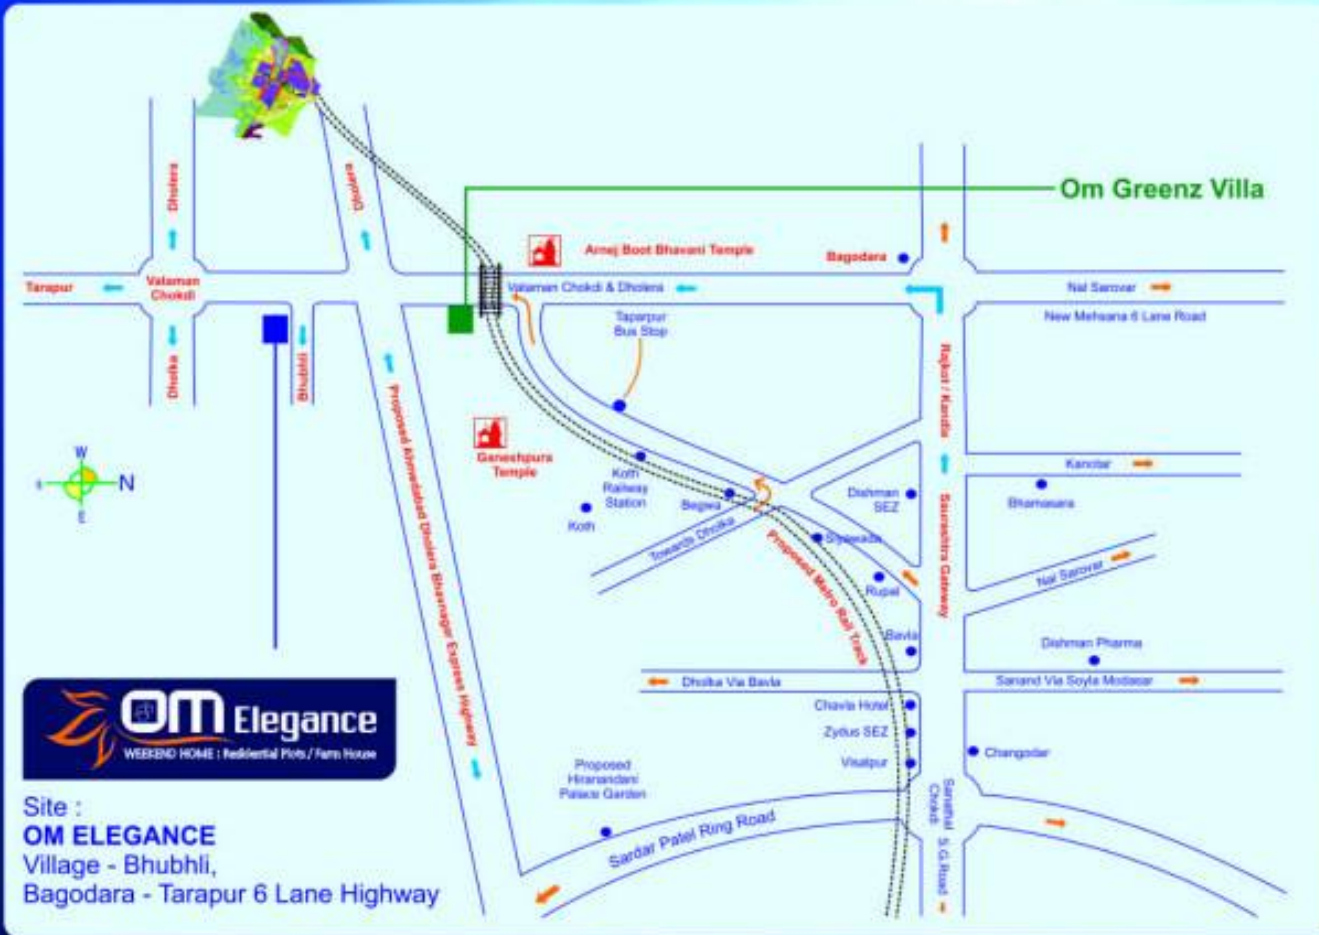 Dholera
Dholera
Om Greenz Villa
Arnej Boot Bhavani Temple
Bagodara
Tarapur
Valaman
Chokdi
Valaman Chokdi & Dholera
Nal Sarovar
New Mehsana 6 Lane Road
Taparpur
Bus Stop
Dholka
Bhubhli
Rajkot / Kandla
Proposed Ahmedabad Dholera Bhavnagar Express Highway
W
S
N
E
Ganeshpura
Temple
Koth
Railway
Station
Koth
Begwa
Dishman
SEZ
Kanotar
Bhamasara
Towards Dholka
Siyawada
Proposed Metro Rail Track
Saurashtra Gateway
Nal Sarovar
Rupal
Bavla
Dishman Pharma
Dholka Via Bavla
Sanand Via Soyla Modasar
Chavla Hotel
Zydus SEZ
Visalpur
Changodar
Proposed
Hiranandani
Palace Garden
Sardar Patel Ring Road
Sanathal
Chokdi
S.G.Road
OM Elegance
WEEKEND HOME : Residential Plots / Farm House
Site :
OM ELEGANCE
Village - Bhubhli,
Bagodara - Tarapur 6 Lane Highway